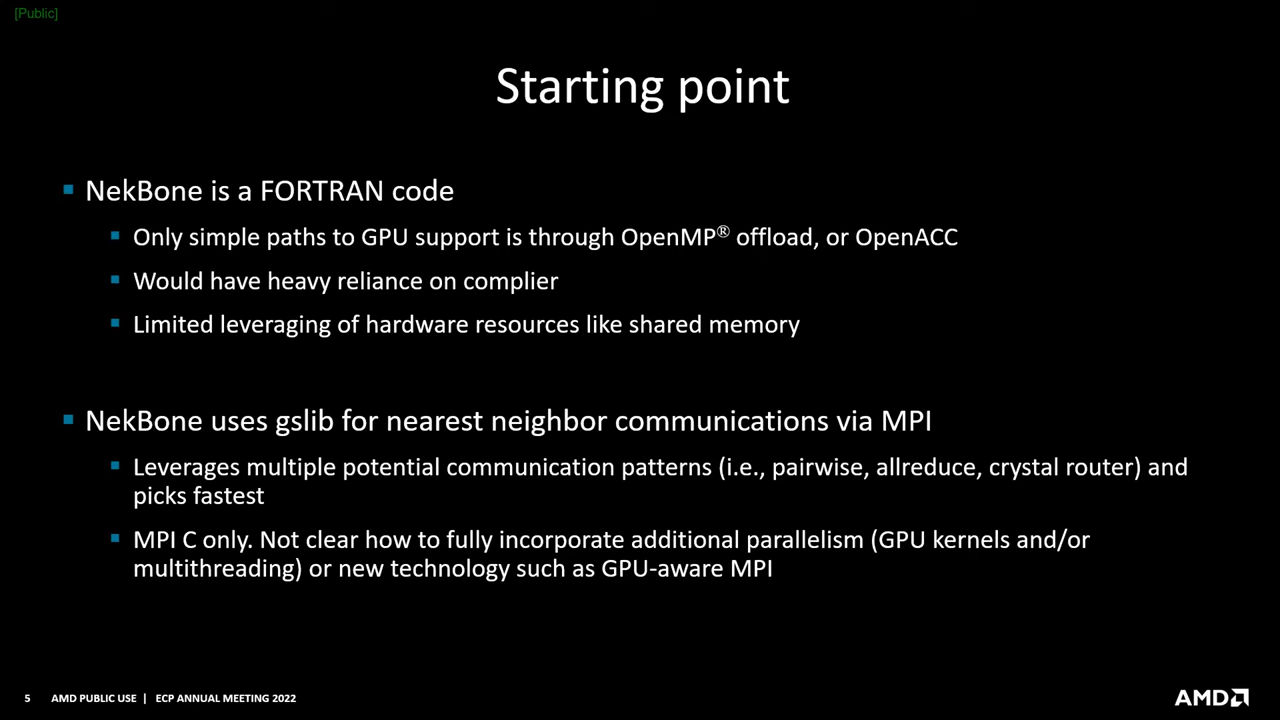 [Public]
Starting point
NekBone is a FORTRAN code
Only simple paths to GPU support is through OpenMP® offload, or OpenACC
Would have heavy reliance on complier
Limited leveraging of hardware resources like shared memory
NekBone uses gslib for nearest neighbor communications via MPI
Leverages multiple potential communication patterns (i.e., pairwise, allreduce, crystal router) and
picks fastest
MPI C only. Not clear how to fully incorporate additional parallelism (GPU kernels and/or
multithreading) or new technology such as GPU-aware MPI
5 AMD PUBLIC USE | ECP ANNUAL MEETING 2022
AMD